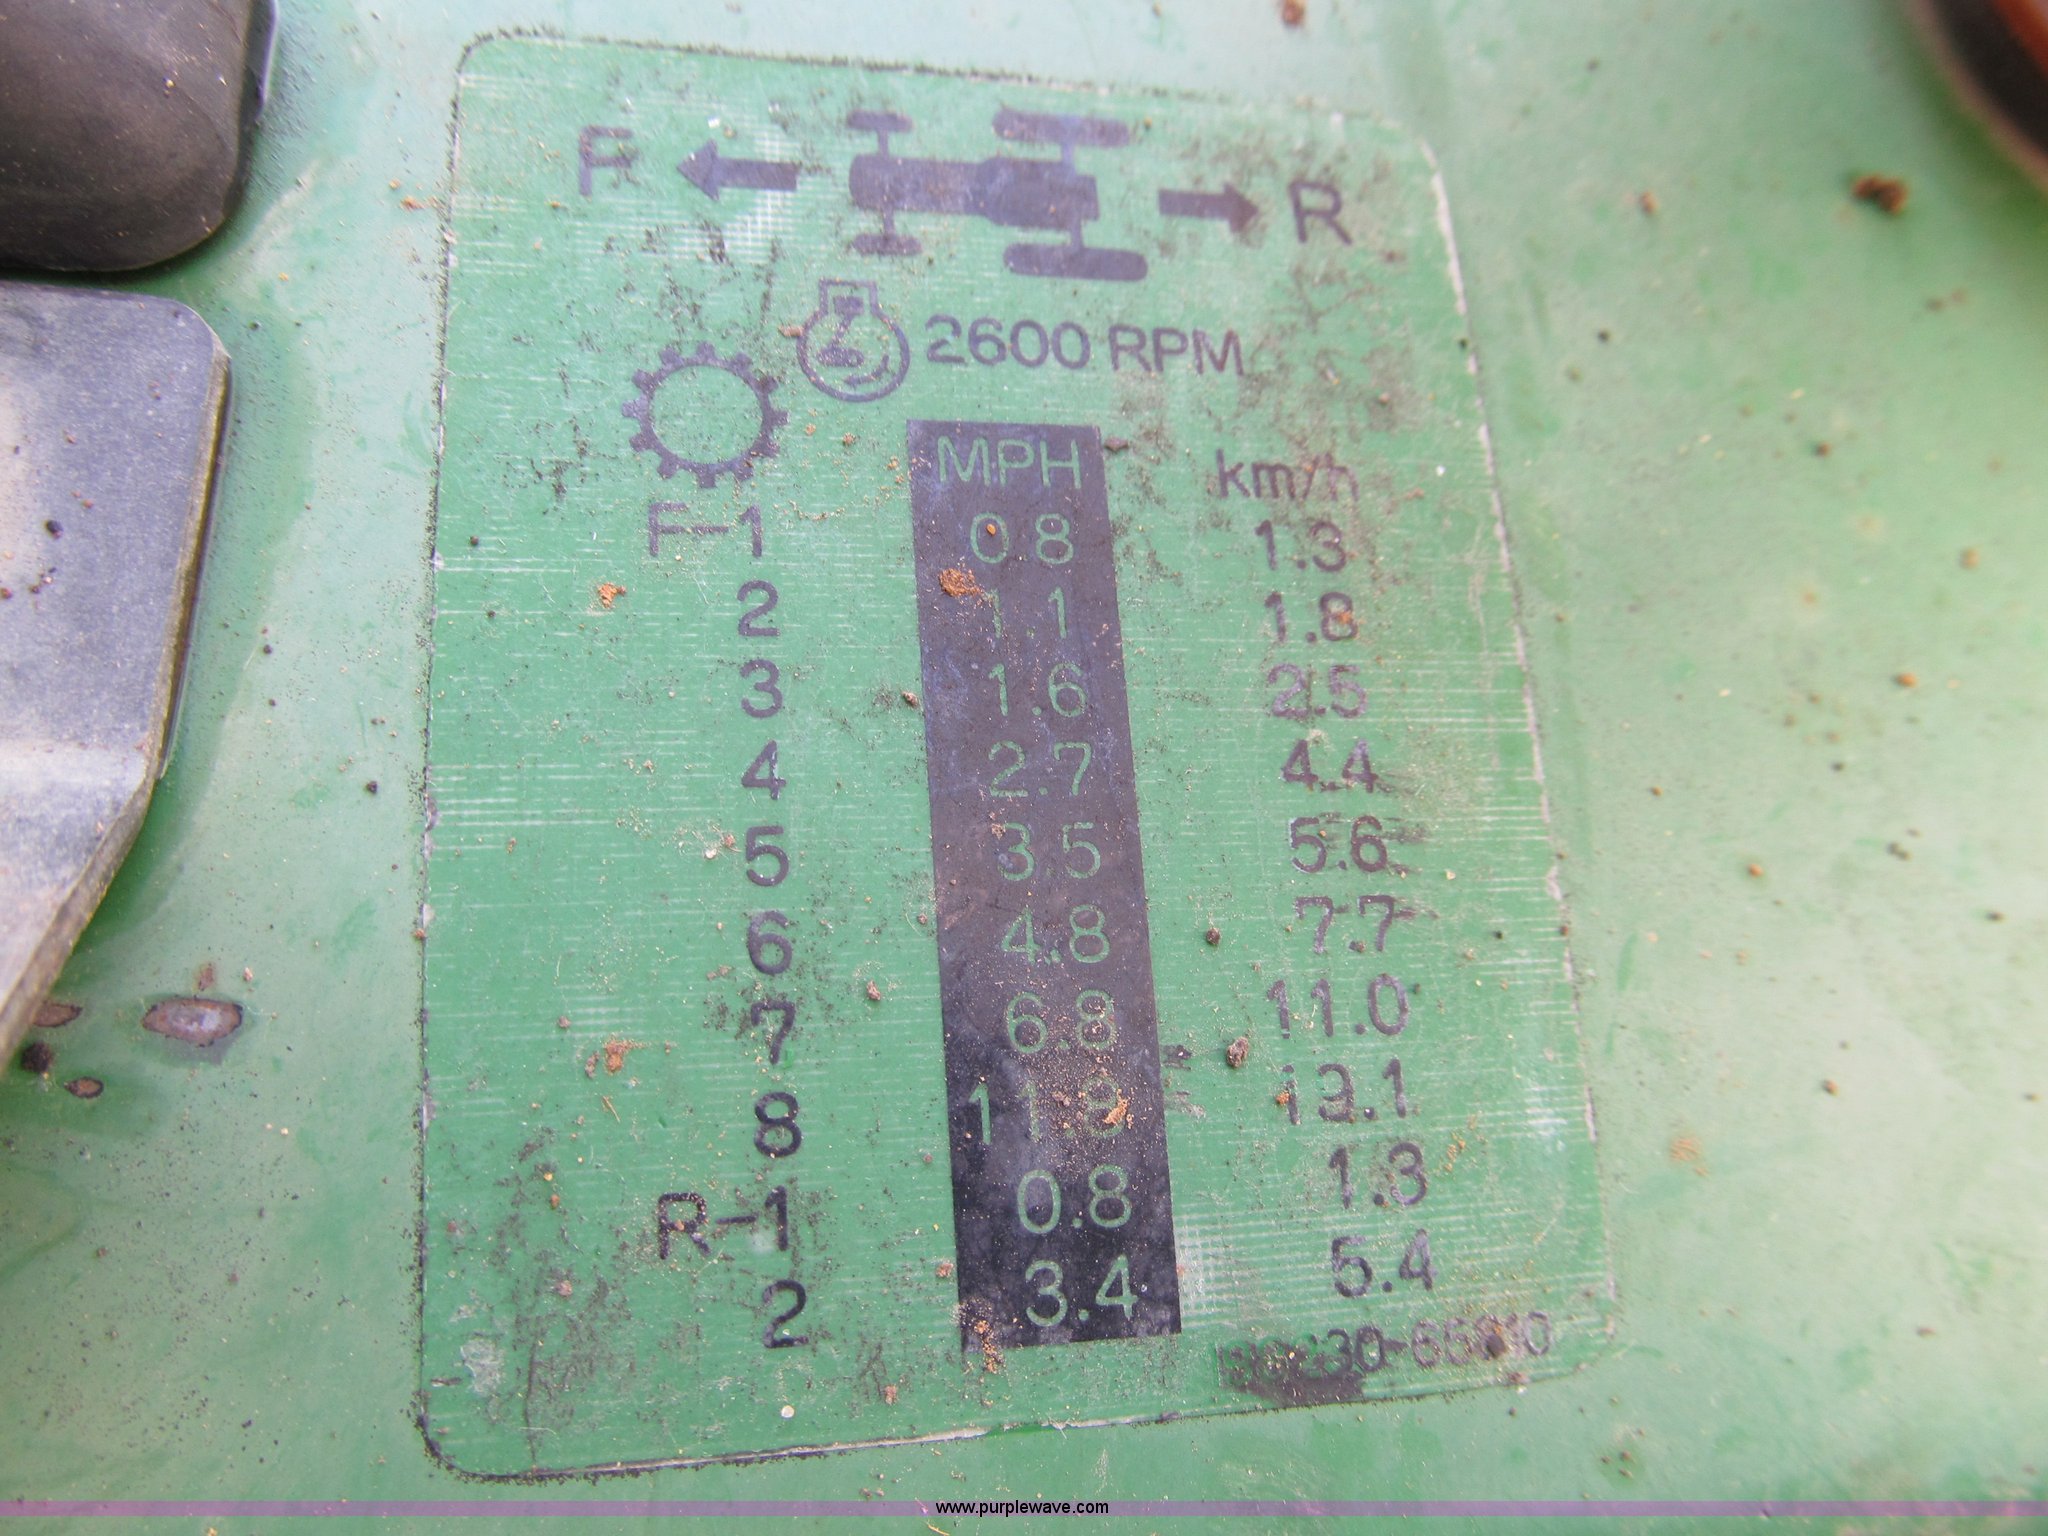 F R
2600 RPM
MPH km/h
F-1 0.8 1.3
2 1.1 1.8
3 1.6 2.5
4 2.7 4.4
5 3.5 5.6
6 4.8 7.7
7 6.8 11.0
8 11.8
R-1 0.8 1.3
2 3.4 5.4
www.purplewave.com